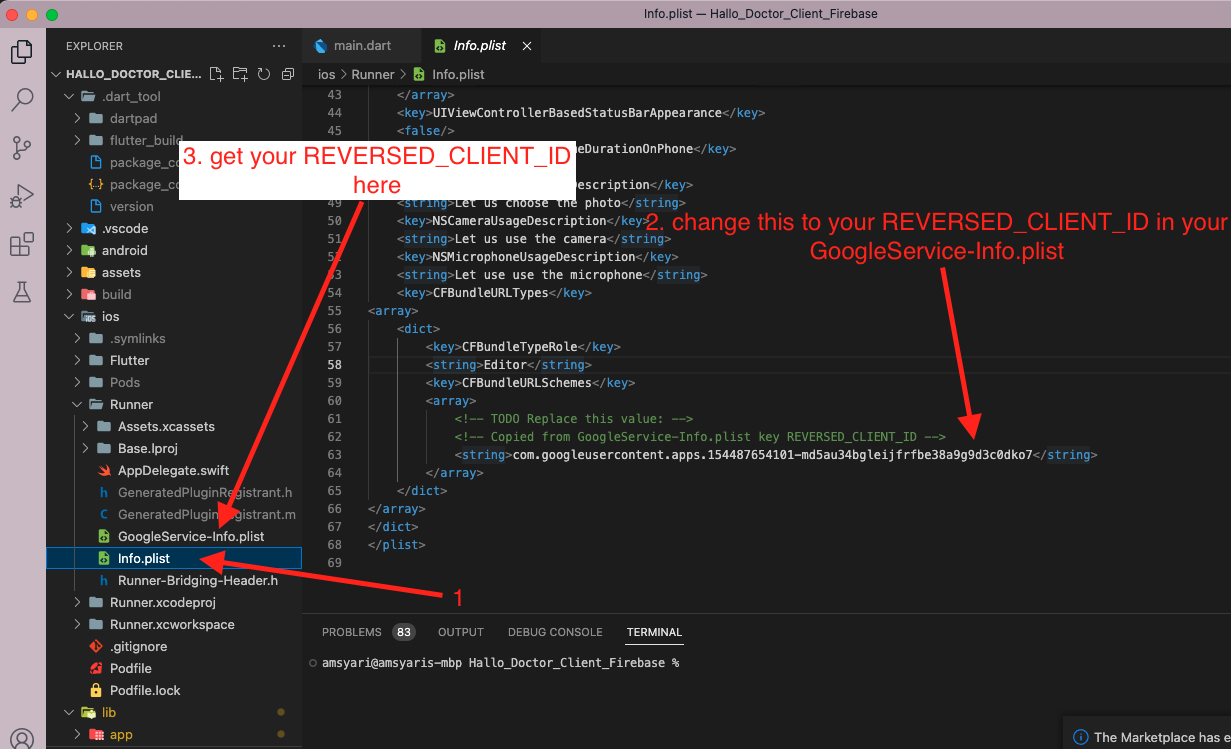 Info.plist — Hallo_Doctor_Client_Firebase
EXPLORER
HALLO_DOCTOR_CLIE...
.dart_tool
dartpad
flutter_build
package_co
package_co
version
.vscode
android
assets
build
ios
.symlinks
Flutter
Pods
Runner
Assets.xcassets
Base.lproj
AppDelegate.swift
h GeneratedPluginRegistrant.h
C GeneratedPluginRegistrant.m
GoogleService-Info.plist
Info.plist
h Runner-Bridging-Header.h
Runner.xcodeproj
Runner.xcworkspace
.gitignore
Podfile
Podfile.lock
lib
app
main.dart
Info.plist
ios > Runner > Info.plist
43 </array>
44 <key>UIViewControllerBasedStatusBarAppearance</key>
45 <false/>
eDurationOnPhone</key>
escription</key>
49 <string>Let us choose the photo</string>
50 <key>NSCameraUsageDescription</key>
51 <string>Let us use the camera</string>
52 <key>NSMicrophoneUsageDescription</key>
53 <string>Let use use the microphone</string>
54 <key>CFBundleURLTypes</key>
55 <array>
56 <dict>
57 <key>CFBundleTypeRole</key>
58 <string>Editor</string>
59 <key>CFBundleURLSchemes</key>
60 <array>
61 <!-- TODO Replace this value: -->
62 <!-- Copied from GoogleService-Info.plist key REVERSED_CLIENT_ID -->
63 <string>com.googleusercontent.apps.154487654101-md5au34bgleijfrfbe38a9g9d3c0dko7</string>
64 </array>
65 </dict>
66 </array>
67 </dict>
68 </plist>
69
3. get your REVERSED_CLIENT_ID
here
2. change this to your REVERSED_CLIENT_ID in your
GoogleService-Info.plist
1
PROBLEMS 83 OUTPUT DEBUG CONSOLE TERMINAL
amsyari@amsyaris-mbp Hallo_Doctor_Client_Firebase %
The Marketplace has e